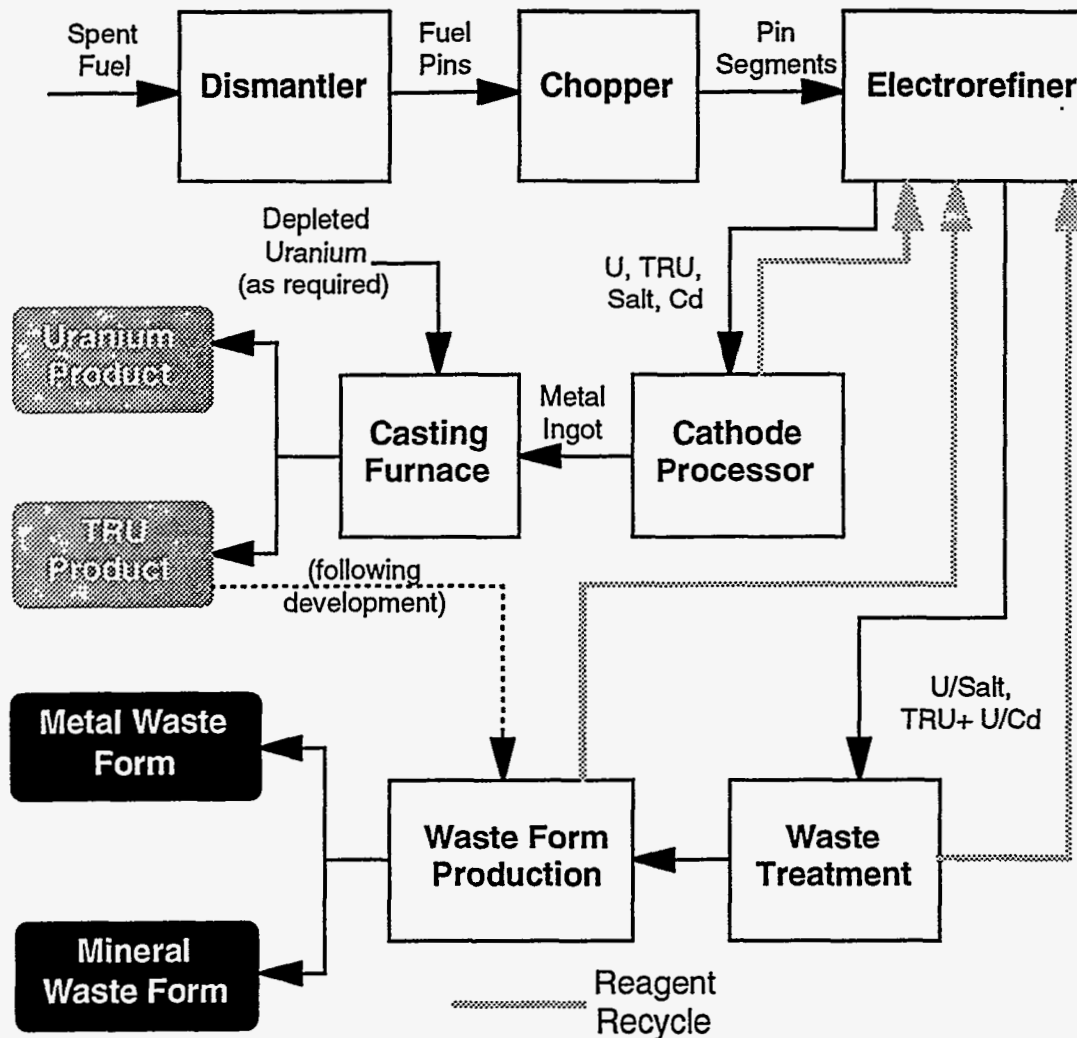 Spent
Fuel
Dismantler
Fuel
Pins
Chopper
Pin
Segments
Electrorefiner
Depleted
Uranium
(as required)
U, TRU,
Salt, Cd
Uranium
Product
Casting
Furnace
Metal
Ingot
Cathode
Processor
TRU
Product
(following
development)
U/Salt,
TRU+ U/Cd
Metal Waste
Form
Waste Form
Production
Waste
Treatment
Mineral
Waste Form
Reagent
Recycle